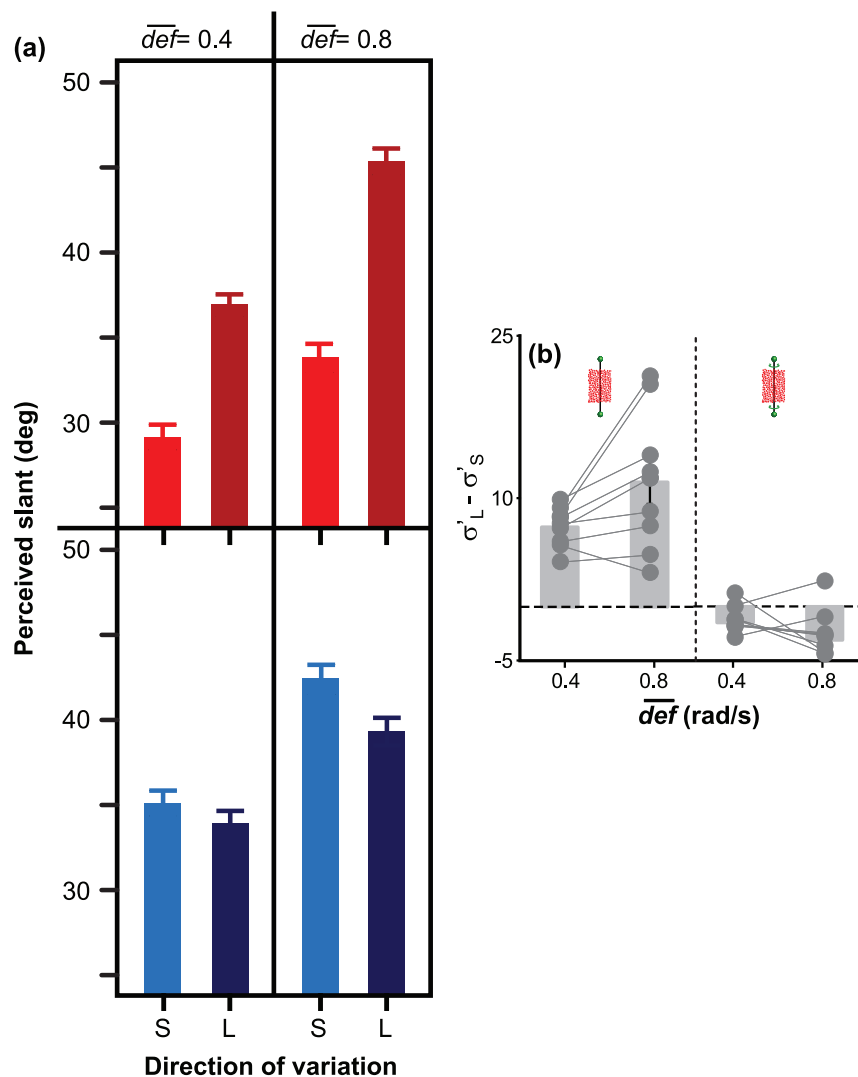 (a)
def= 0.4
def= 0.8
50
40
30
50
40
30
Perceived slant (deg)
S
L
S
L
Direction of variation
(b)
25
10
-5
σ'L - σ'S
0.4
0.8
0.4
0.8
def (rad/s)